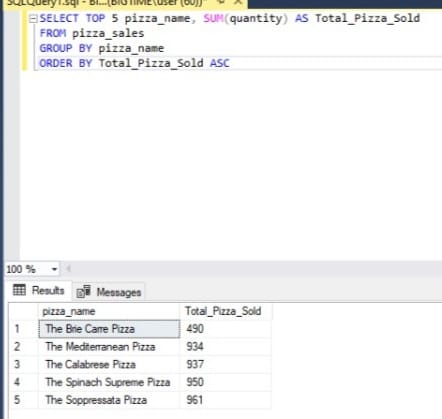 SQLQuery1.sql - BI...(BIGTIME\user (60))*
SELECT TOP 5 pizza_name, SUM(quantity) AS Total_Pizza_Sold
FROM pizza_sales
GROUP BY pizza_name
ORDER BY Total_Pizza_Sold ASC
100 %
Results Messages
pizza_name Total_Pizza_Sold
1 The Brie Carre Pizza 490
2 The Mediterranean Pizza 934
3 The Calabrese Pizza 937
4 The Spinach Supreme Pizza 950
5 The Soppressata Pizza 961